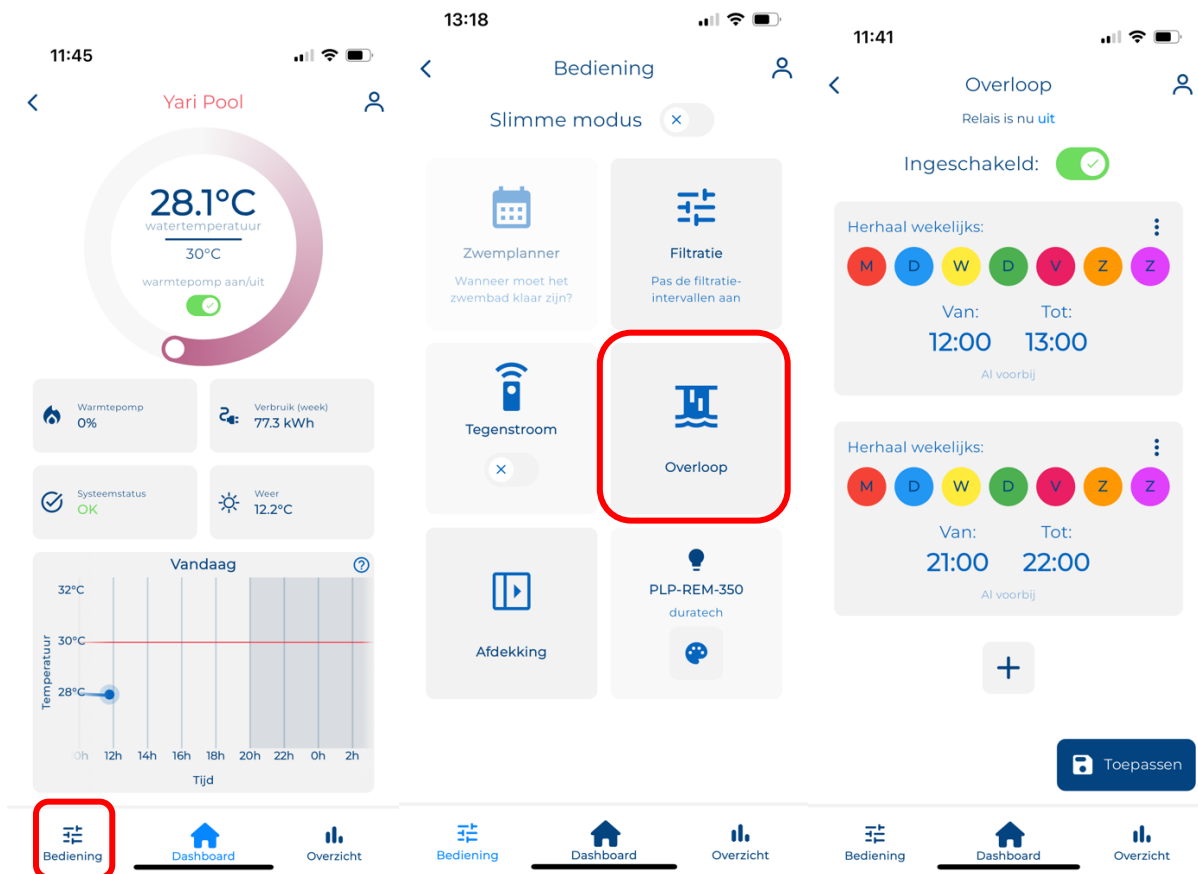 11:45
Yari Pool
28.1°C
watertemperatuur
30°C
warmtepomp aan/uit
Warmtepomp
0%
Verbruik (week)
77.3 kWh
Systeemstatus
OK
Weer
12.2°C
Vandaag
32°C
30°C
28°C
Temperatuur
0h 12h 14h 16h 18h 20h 22h 0h 2h
Tijd
Bediening Dashboard Overzicht
13:18
Bediening
Slimme modus
Zwemplanner
Wanneer moet het
zwembad klaar zijn?
Filtratie
Pas de filtratie-
intervallen aan
Tegenstroom
Overloop
Afdekking
PLP-REM-350
duratech
Bediening Dashboard Overzicht
11:41
Overloop
Relais is nu uit
Ingeschakeld:
Herhaal wekelijks:
M D W D V Z Z
Van: Tot:
12:00 13:00
Al voorbij
Herhaal wekelijks:
M D W D V Z Z
Van: Tot:
21:00 22:00
Al voorbij
Toepassen
Bediening Dashboard Overzicht